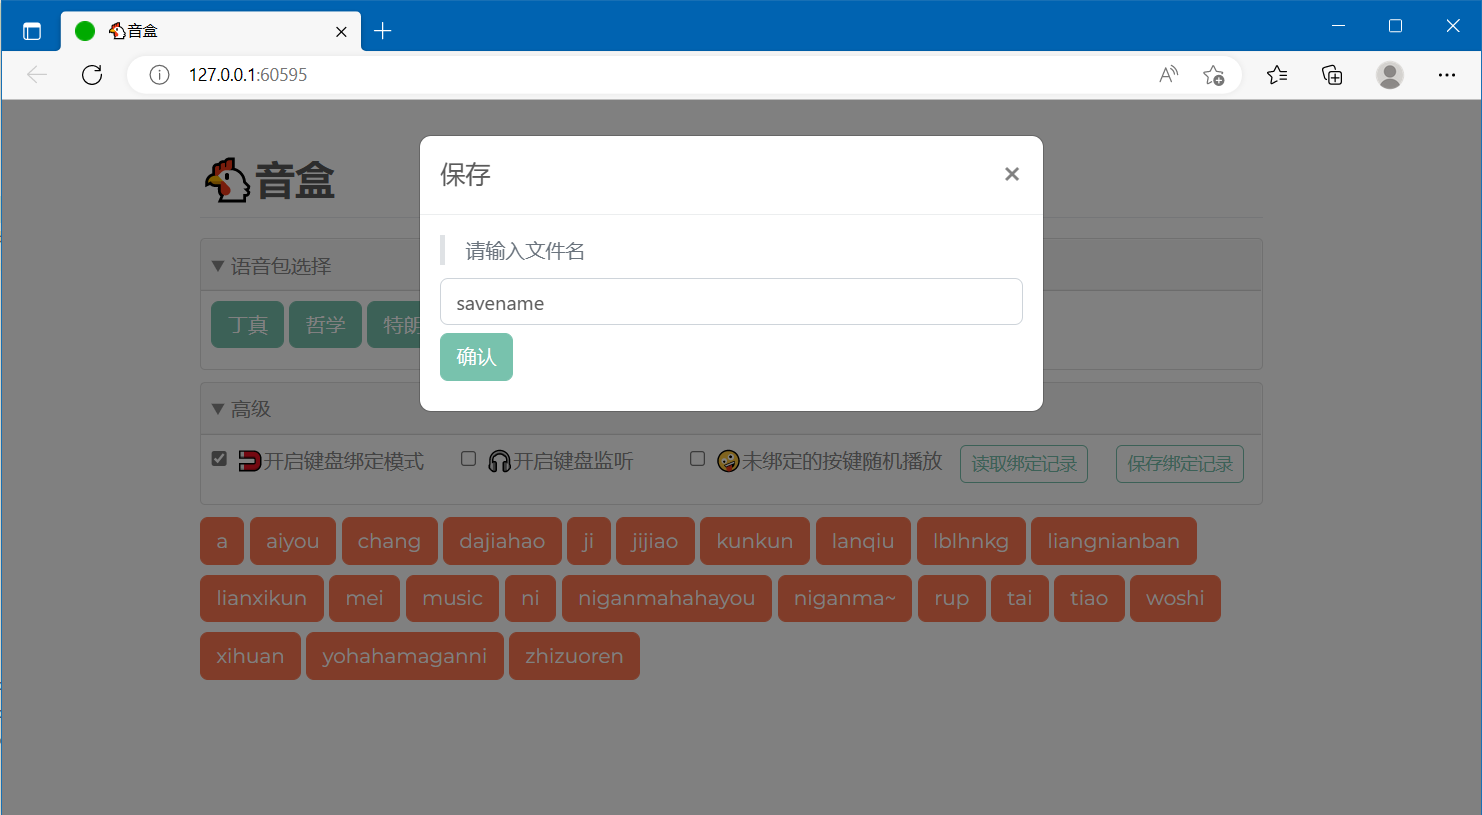 🐔音盒
127.0.0.1:60595
🐔音盒
保存
×
请输入文件名
savename
确认
▼ 语音包选择
丁真 哲学 特朗
▼ 高级
开启键盘绑定模式 开启键盘监听 未绑定的按键随机播放 读取绑定记录 保存绑定记录
a aiyou chang dajiahao ji jijiao kunkun lanqiu lblhnkg liangnianban
lianxikun mei music ni niganmahahayou niganma~ rup tai tiao woshi
xihuan yohahamaganni zhizuoren